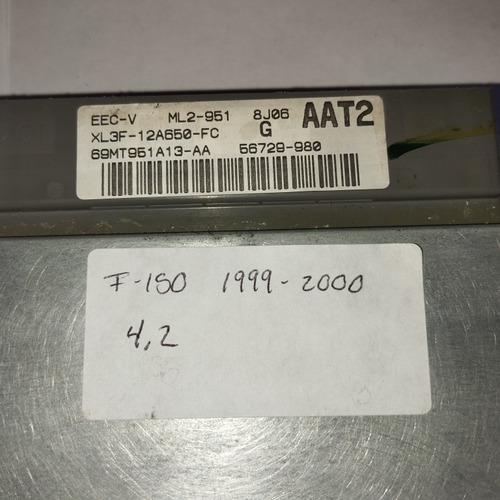 EEC-V ML2-951 8J06 AAT2
XL3F-12A650-FC G
69MT951A13-AA 56729-980
F-150 1999-2000
4.2